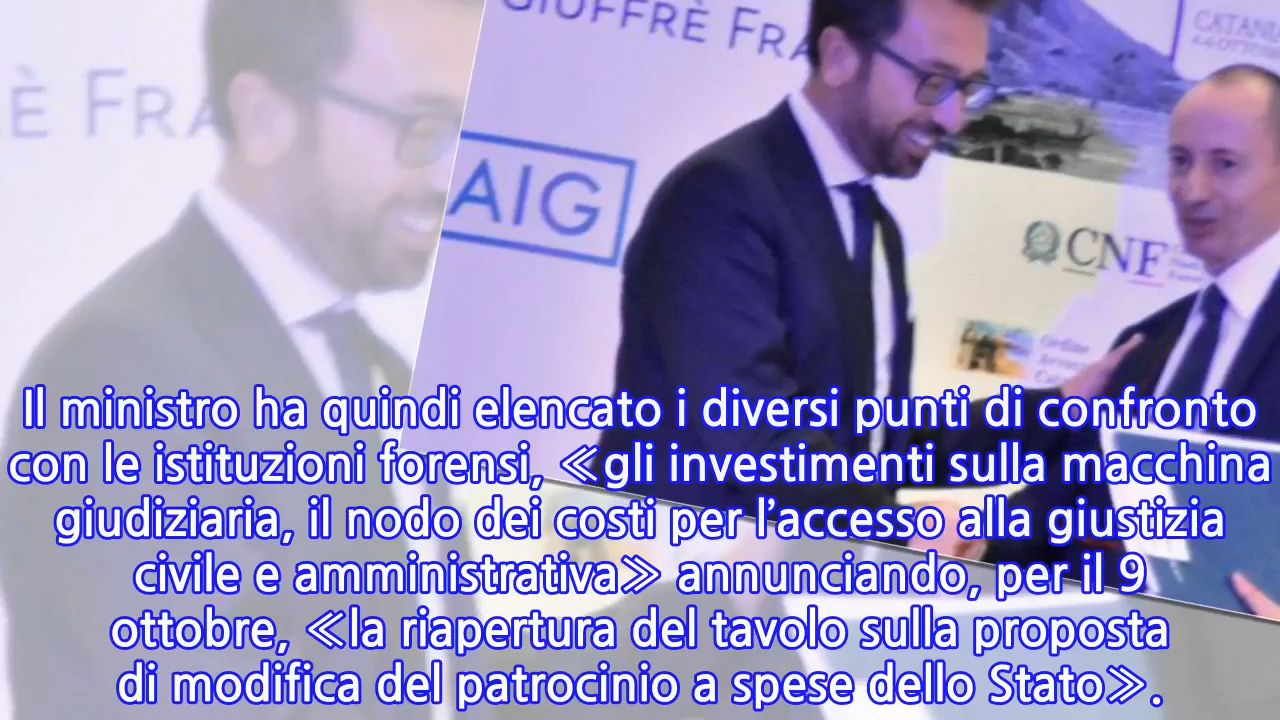 GIUFFRÈ FRA
CATANI
È FRA
AIG
CNF
Il ministro ha quindi elencato i diversi punti di confronto
con le istituzioni forensi, ≪gli investimenti sulla macchina
giudiziaria, il nodo dei costi per l’accesso alla giustizia
civile e amministrativa≫ annunciando, per il 9
ottobre, ≪la riapertura del tavolo sulla proposta
di modifica del patrocinio a spese dello Stato≫.